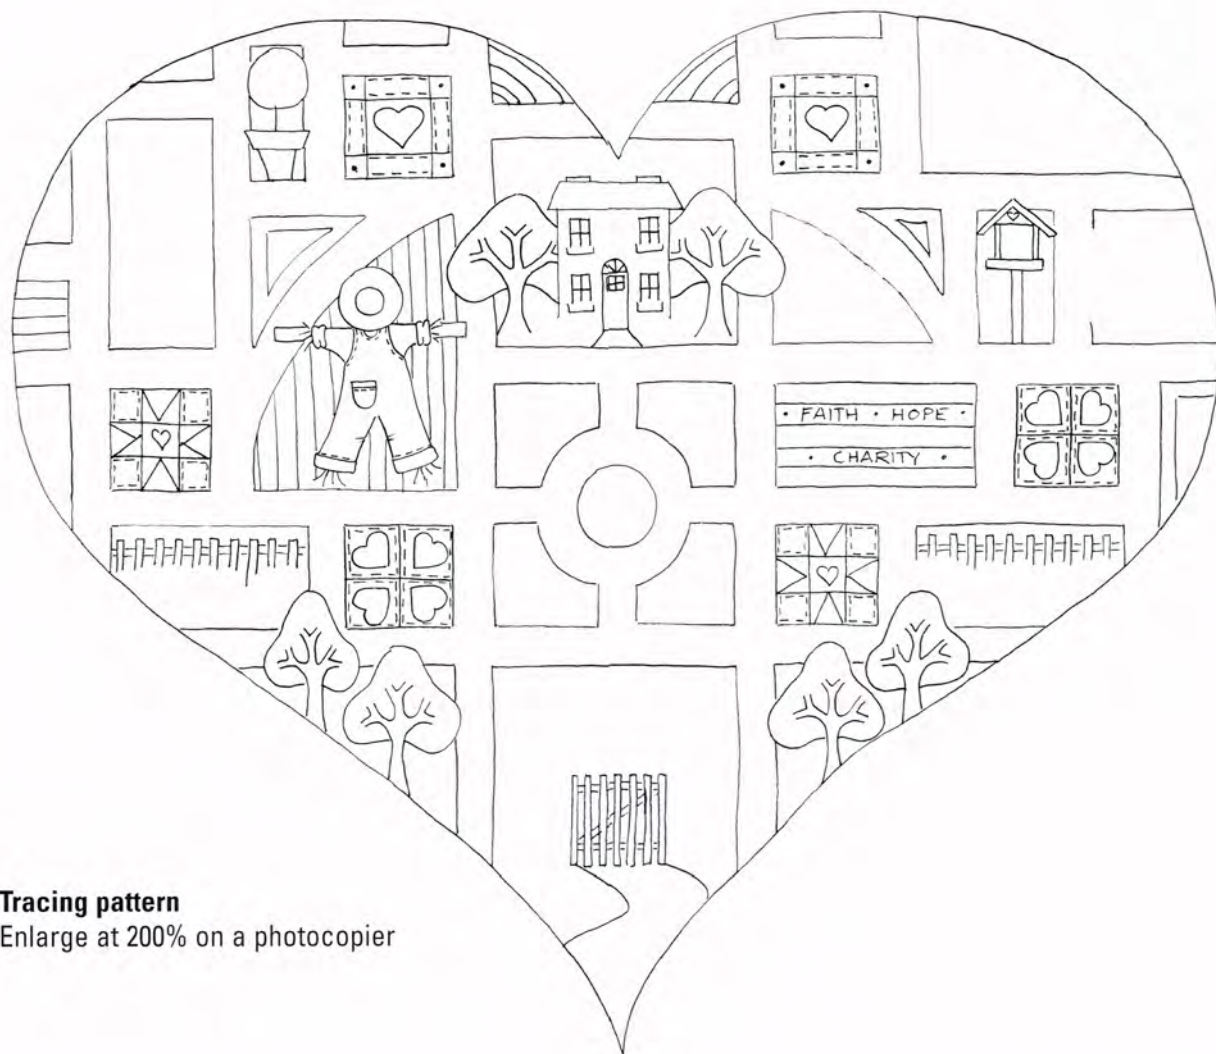 • FAITH • HOPE •
• CHARITY •
Tracing pattern
Enlarge at 200% on a photocopier